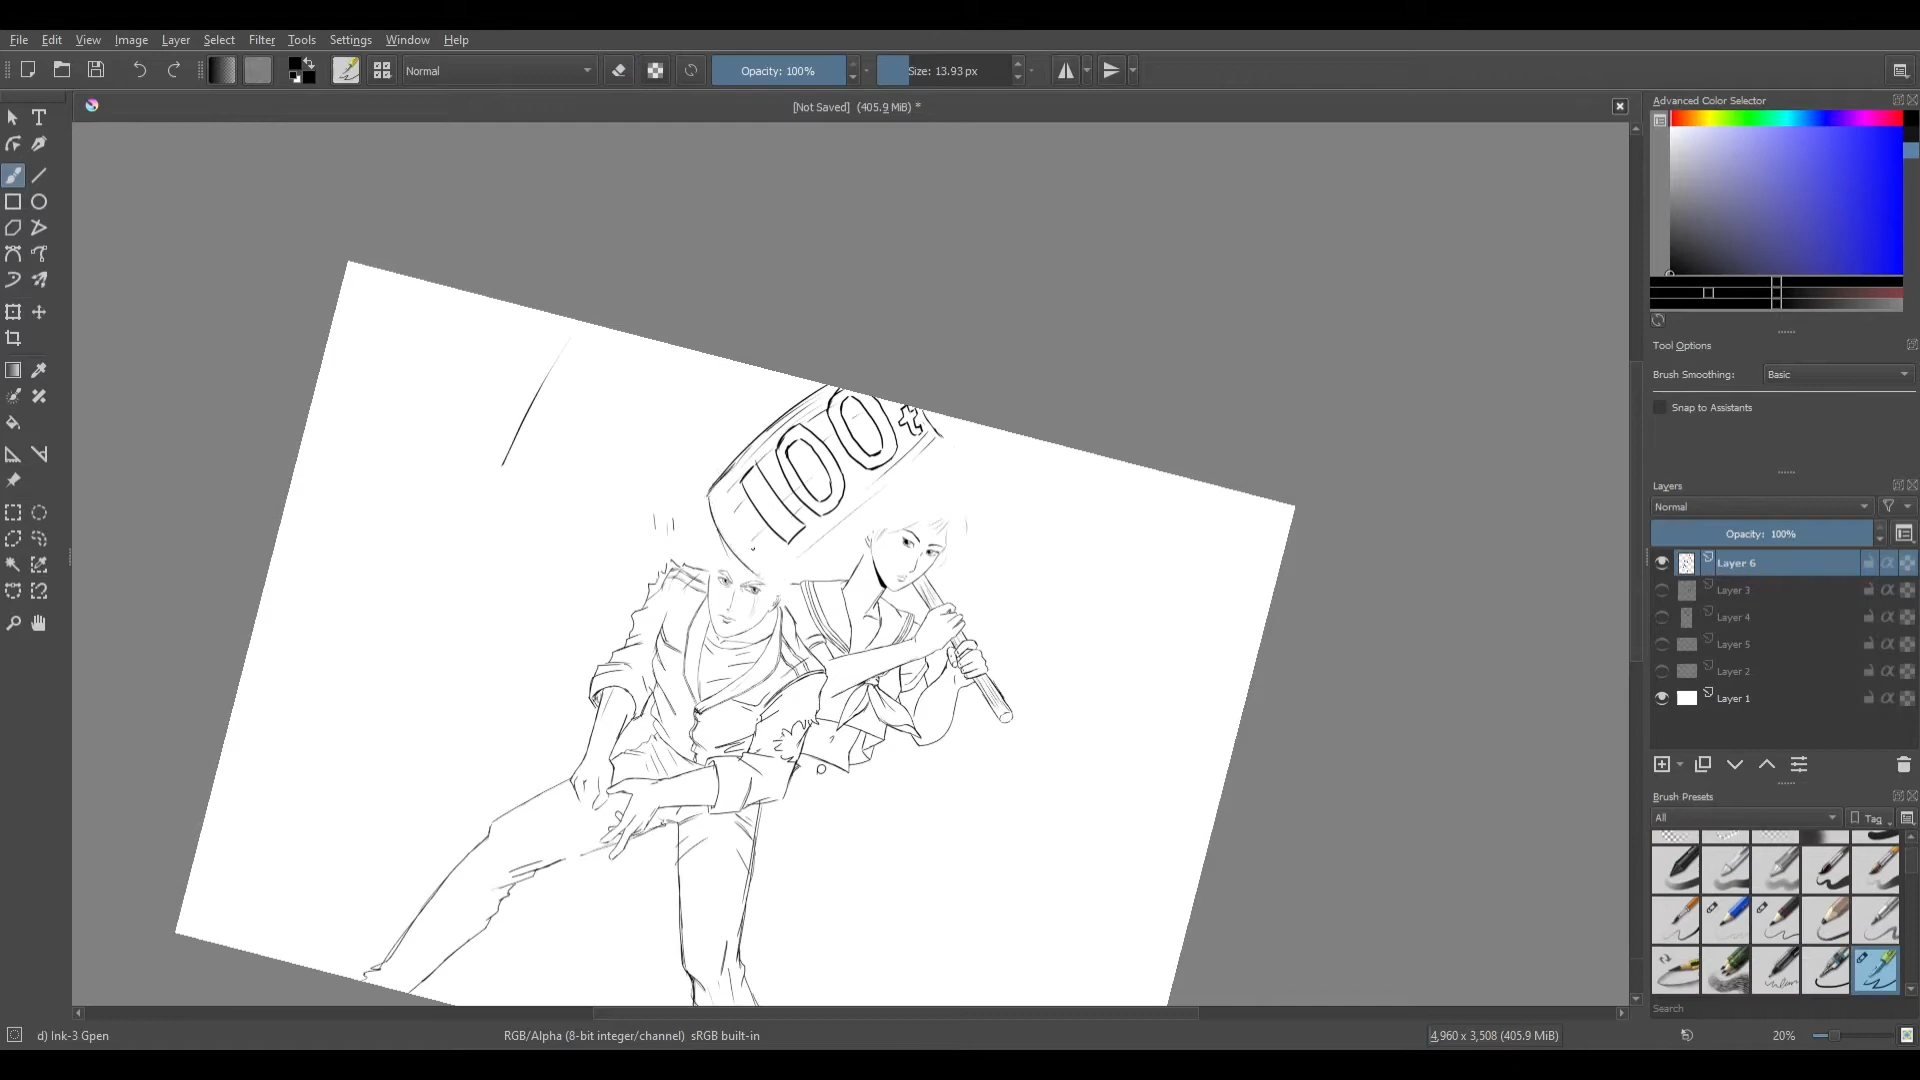 File Edit View Image Layer Select Filter Tools Settings Window Help
Normal
Opacity: 100%
Size: 13.93 px
[Not Saved] (405.9 MiB) *
Advanced Color Selector
Tool Options
Brush Smoothing: Basic
Snap to Assistants
Layers
Normal
Opacity: 100%
Layer 6
Layer 3
Layer 4
Layer 5
Layer 2
Layer 1
Brush Presets
All
Tag
Search
100t
d) Ink-3 Gpen
RGB/Alpha (8-bit integer/channel) sRGB built-in
4,960 x 3,508 (405.9 MiB)
20%